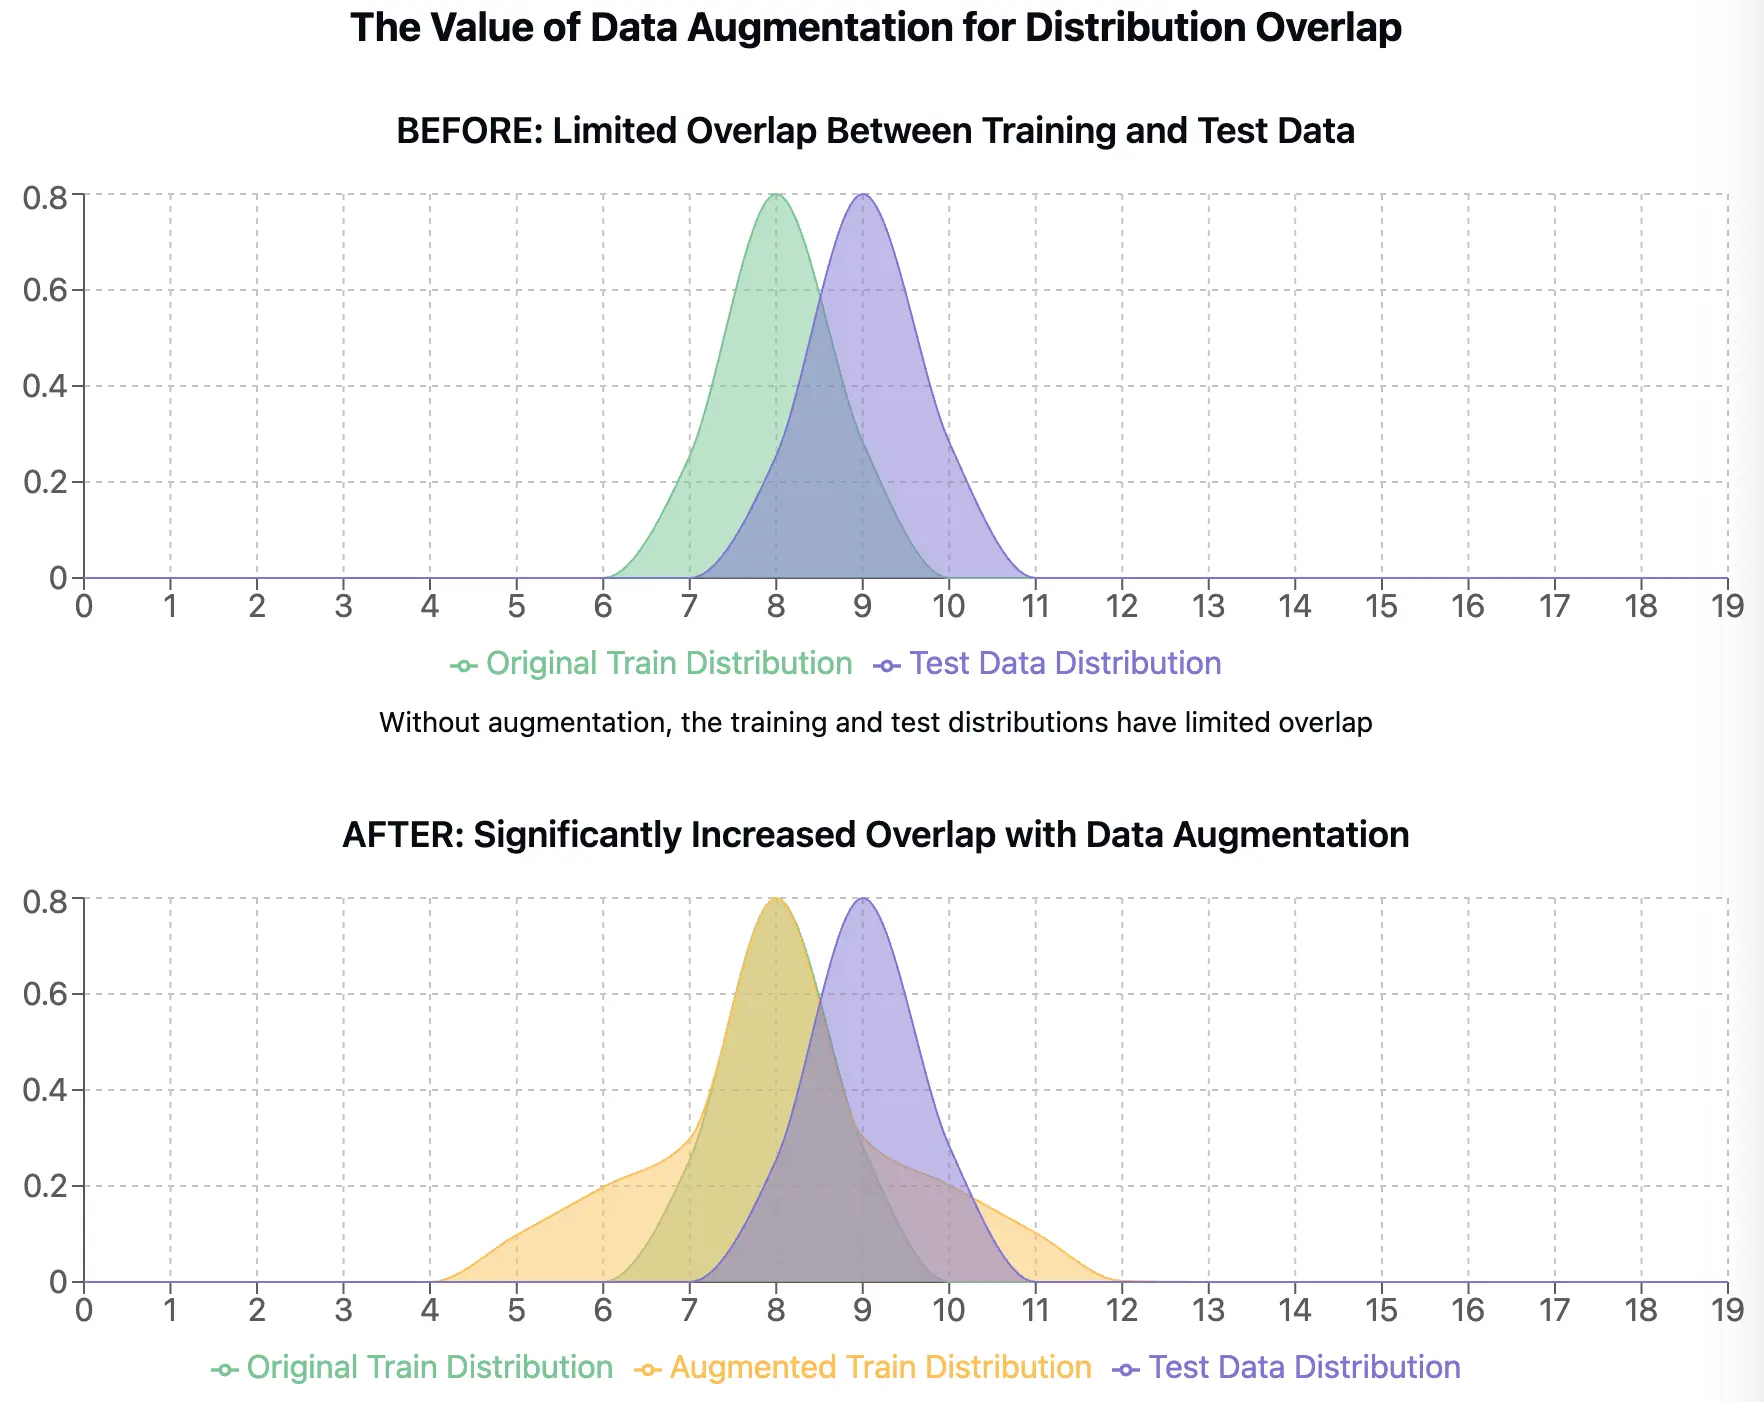 The Value of Data Augmentation for Distribution Overlap
BEFORE: Limited Overlap Between Training and Test Data
0.8
0.6
0.4
0.2
0
0 1 2 3 4 5 6 7 8 9 10 11 12 13 14 15 16 17 18 19
Original Train Distribution Test Data Distribution
Without augmentation, the training and test distributions have limited overlap
AFTER: Significantly Increased Overlap with Data Augmentation
0.8
0.6
0.4
0.2
0
0 1 2 3 4 5 6 7 8 9 10 11 12 13 14 15 16 17 18 19
Original Train Distribution Augmented Train Distribution Test Data Distribution